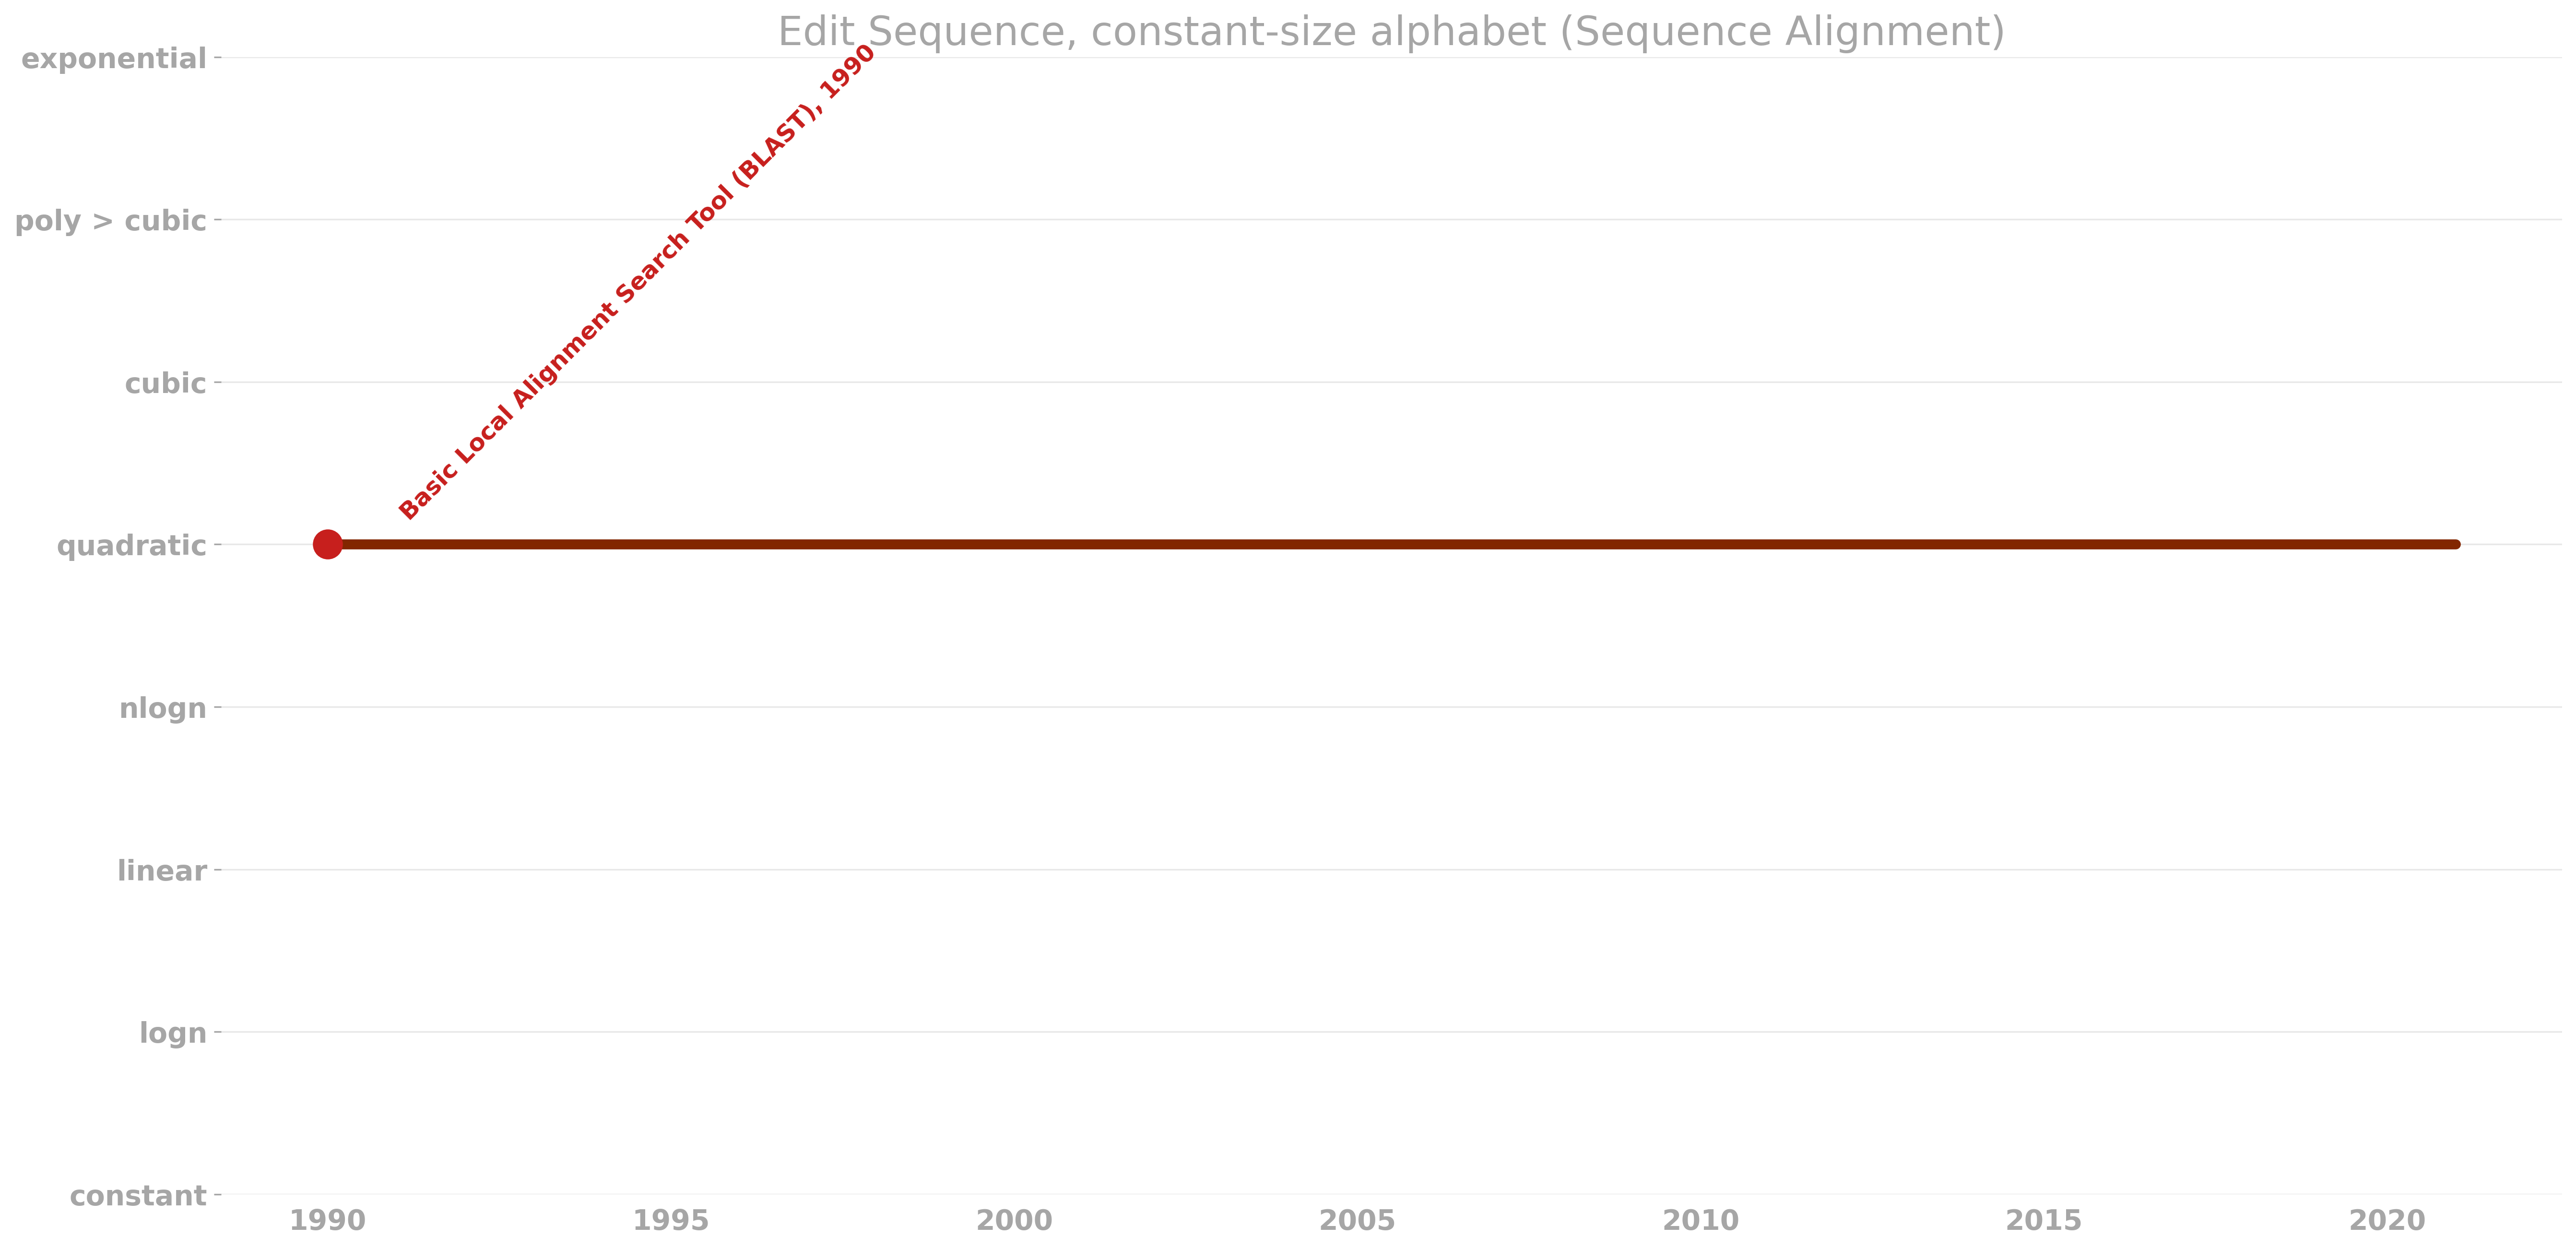 Edit Sequence, constant-size alphabet (Sequence Alignment)
exponential
poly > cubic
cubic
quadratic
nlogn
linear
logn
constant
Basic Local Alignment Search Tool (BLAST), 1990
1990 1995 2000 2005 2010 2015 2020